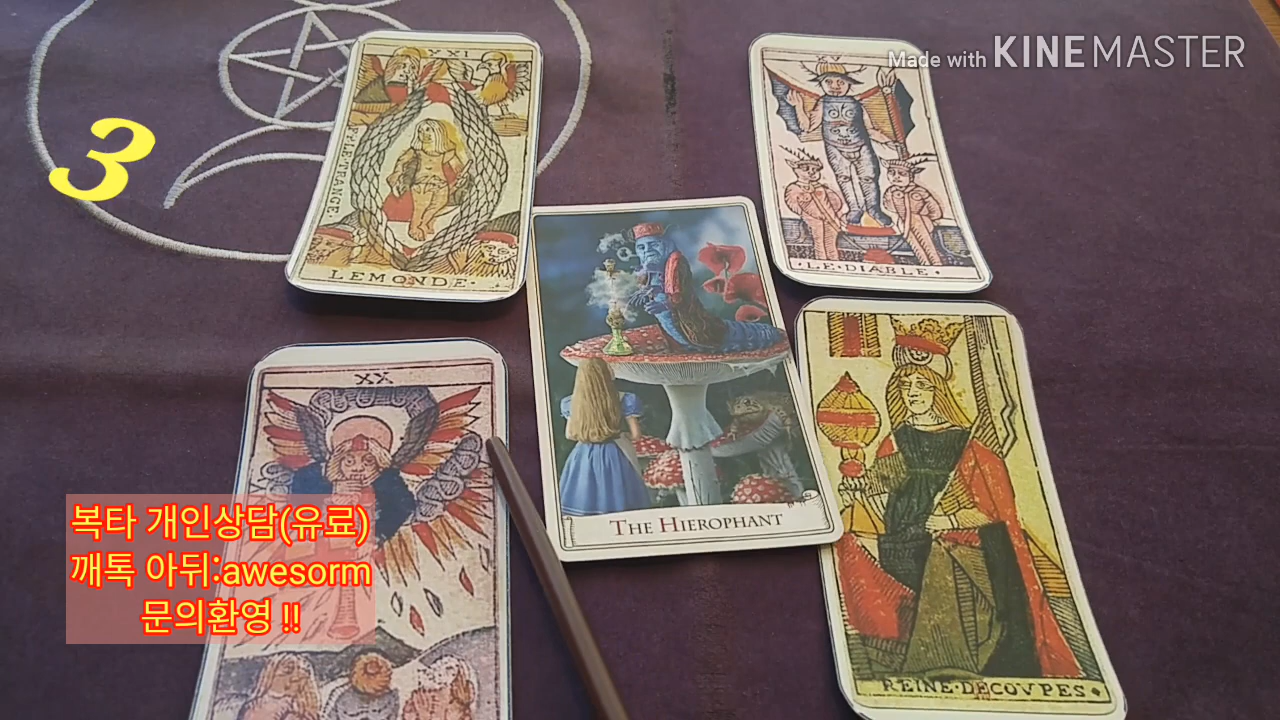 Made with KINEMASTER
3
XXI
LE MONDE
LE·DIABLE
XX
THE HIEROPHANT
REINE·DE COVPES
복타 개인상담(유료)
깨톡 아뒤:awesorm
문의환영 !!